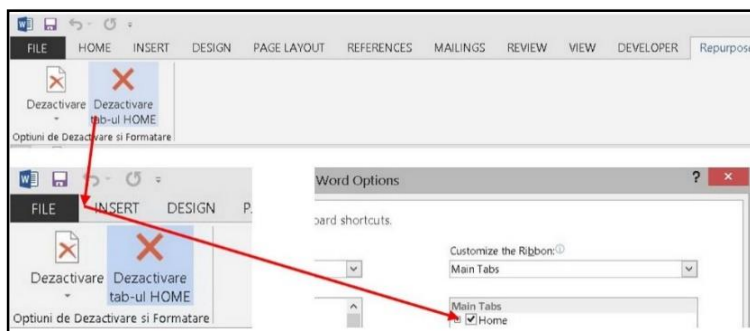 FILE HOME INSERT DESIGN PAGE LAYOUT REFERENCES MAILINGS REVIEW VIEW DEVELOPER Repurpose
Dezactivare Dezactivare
tab-ul HOME
Optiuni de Dezactivare si Formatare
FILE INSERT DESIGN P
Dezactivare Dezactivare
tab-ul HOME
Optiuni de Dezactivare si Formatare
Word Options ?
board shortcuts.
Customize the Ribbon:
Main Tabs
Main Tabs
Home